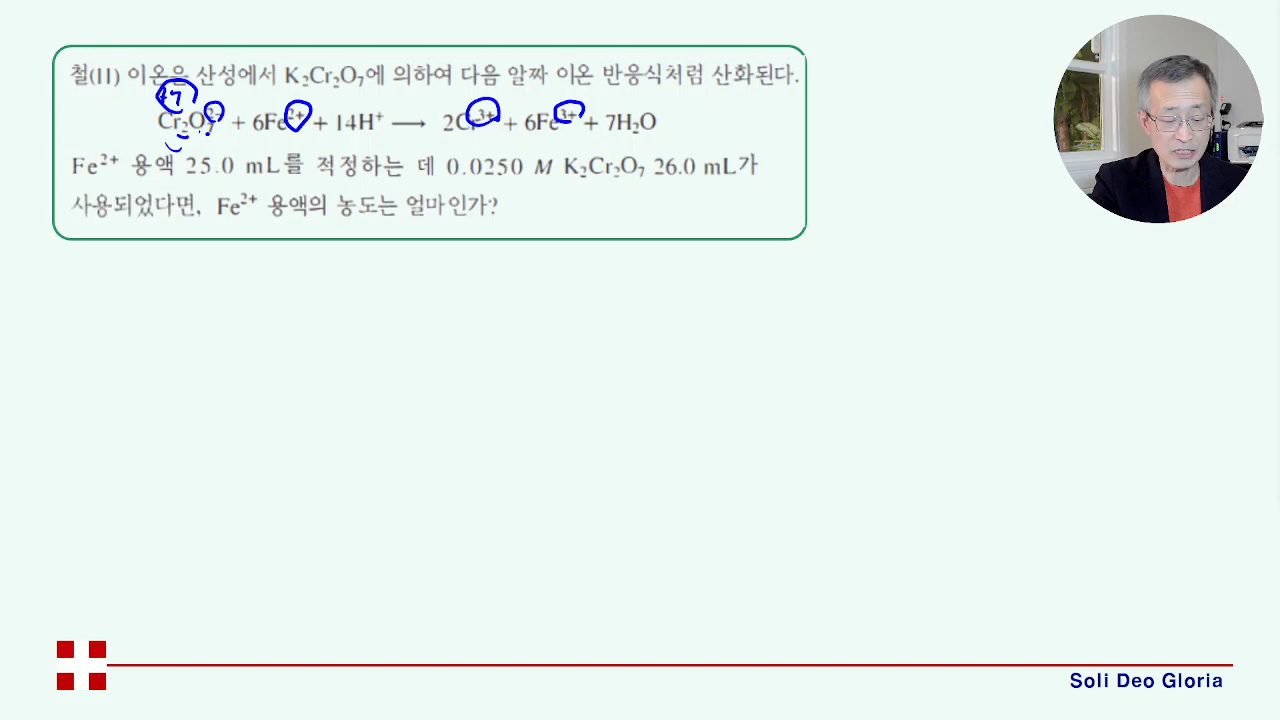 철(II) 이온은 산성에서 K₂Cr₂O₇에 의하여 다음 알짜 이온 반응식처럼 산화된다.
+7
Cr₂O₇²⁻ + 6Fe²⁺ + 14H⁺ ⟶ 2Cr³⁺ + 6Fe³⁺ + 7H₂O
Fe²⁺ 용액 25.0 mL를 적정하는 데 0.0250 M K₂Cr₂O₇ 26.0 mL가
사용되었다면, Fe²⁺ 용액의 농도는 얼마인가?
Soli Deo Gloria